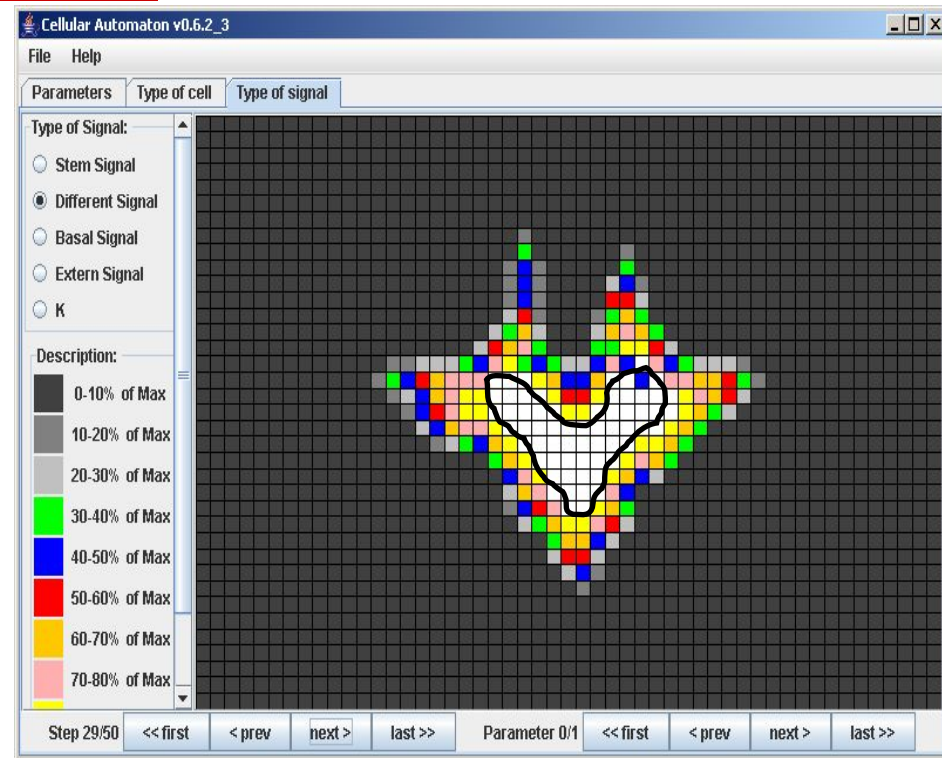 Cellular Automaton v0.6.2_3
File Help
Parameters Type of cell Type of signal
Type of Signal:
Stem Signal
Different Signal
Basal Signal
Extern Signal
K
Description:
0-10% of Max
10-20% of Max
20-30% of Max
30-40% of Max
40-50% of Max
50-60% of Max
60-70% of Max
70-80% of Max
Step 29/50 <<first <prev next> last>> Parameter 0/1 <<first <prev next> last>>